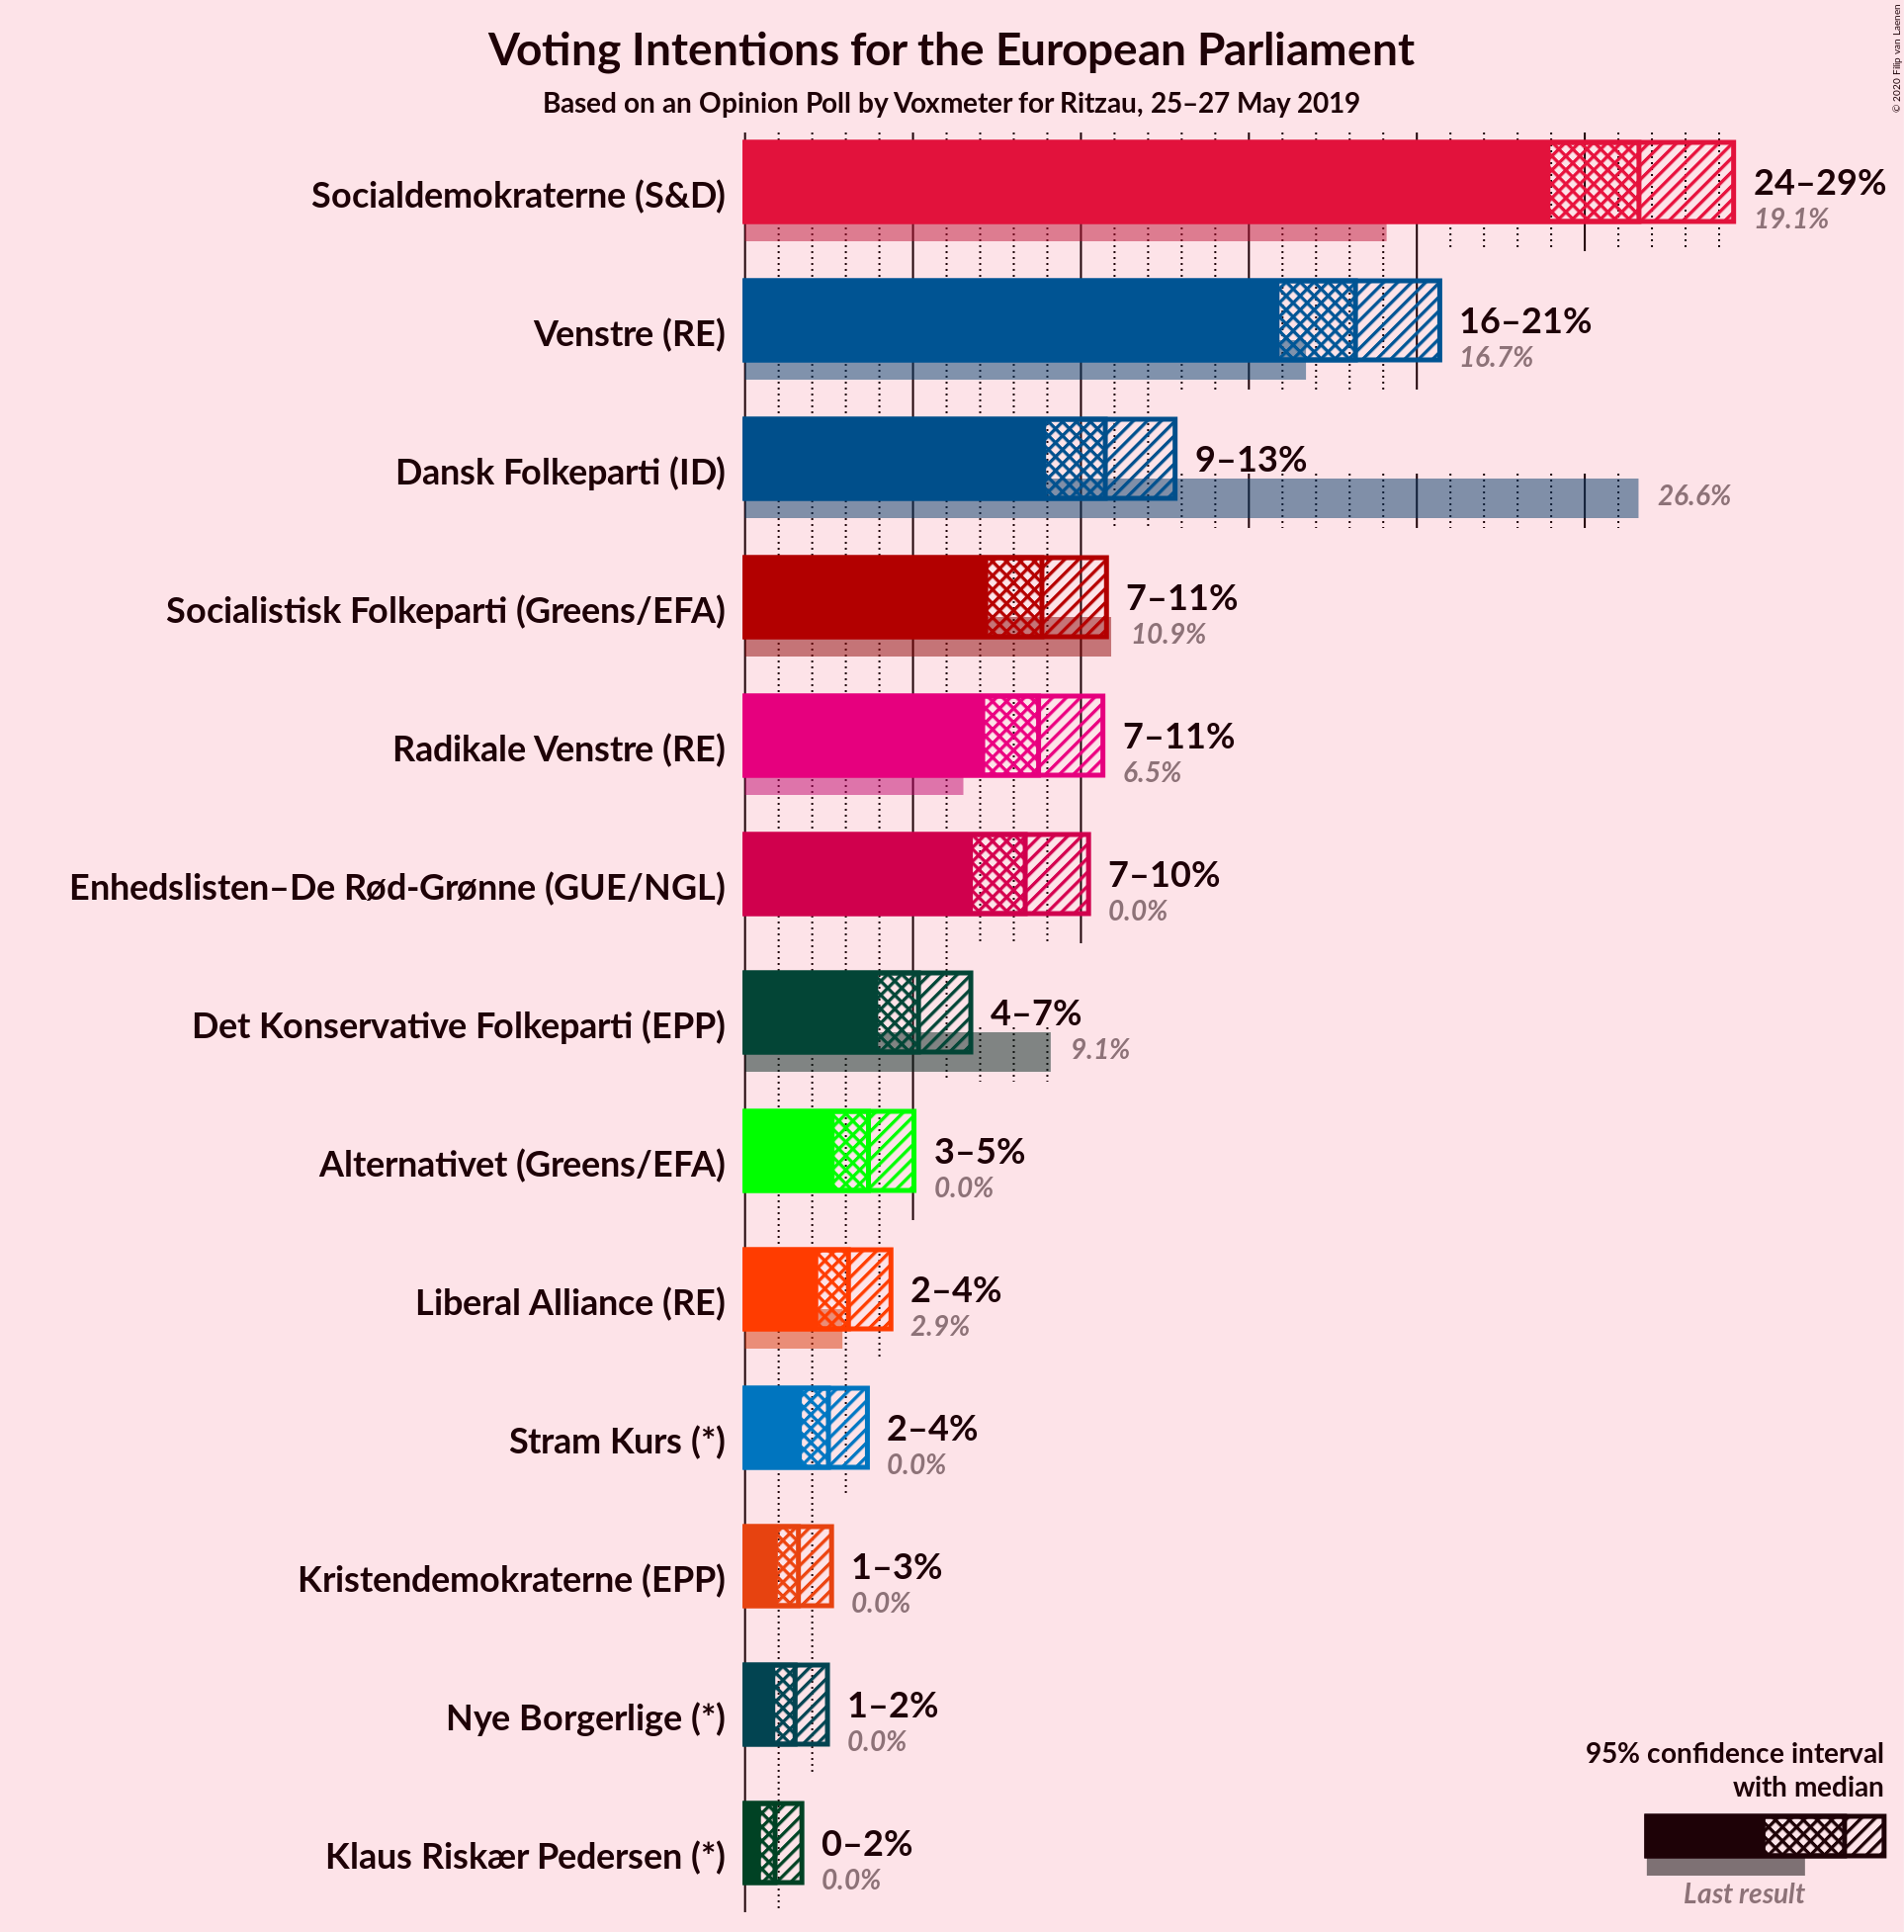 Voting Intentions for the European Parliament
Based on an Opinion Poll by Voxmeter for Ritzau, 25–27 May 2019
© 2020 Filip van Laenen
Socialdemokraterne (S&D)
24–29%
19.1%
Venstre (RE)
16–21%
16.7%
Dansk Folkeparti (ID)
9–13%
26.6%
Socialistisk Folkeparti (Greens/EFA)
7–11%
10.9%
Radikale Venstre (RE)
7–11%
6.5%
Enhedslisten–De Rød-Grønne (GUE/NGL)
7–10%
0.0%
Det Konservative Folkeparti (EPP)
4–7%
9.1%
Alternativet (Greens/EFA)
3–5%
0.0%
Liberal Alliance (RE)
2–4%
2.9%
Stram Kurs (*)
2–4%
0.0%
Kristendemokraterne (EPP)
1–3%
0.0%
Nye Borgerlige (*)
1–2%
0.0%
Klaus Riskær Pedersen (*)
0–2%
0.0%
95% confidence interval
with median
Last result